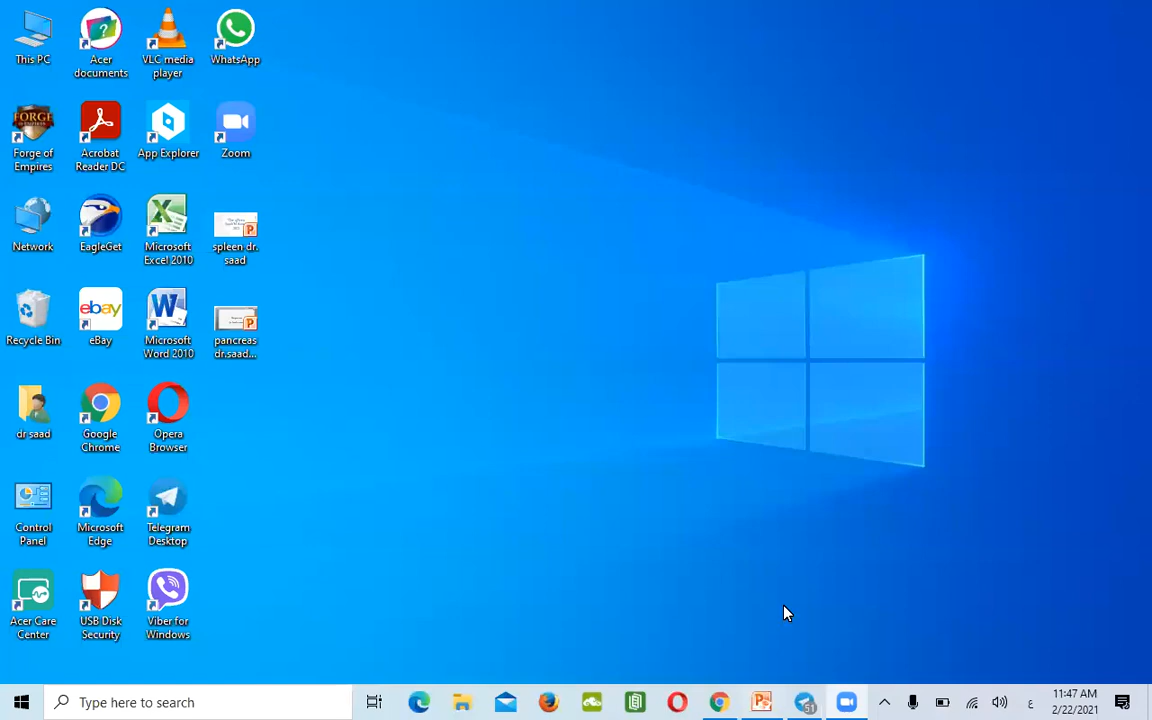 This PC
Acer
documents
VLC media
player
WhatsApp
FORGE
Forge of
Empires
Acrobat
Reader DC
App Explorer
Zoom
Network
EagleGet
Microsoft
Excel 2010
spleen dr.
saad
Recycle Bin
ebay
eBay
Microsoft
Word 2010
pancreas
dr.saad...
dr saad
Google
Chrome
Opera
Browser
Control
Panel
Microsoft
Edge
Telegram
Desktop
Acer Care
Center
USB Disk
Security
Viber for
Windows
Type here to search
51
ع
11:47 AM
2/22/2021